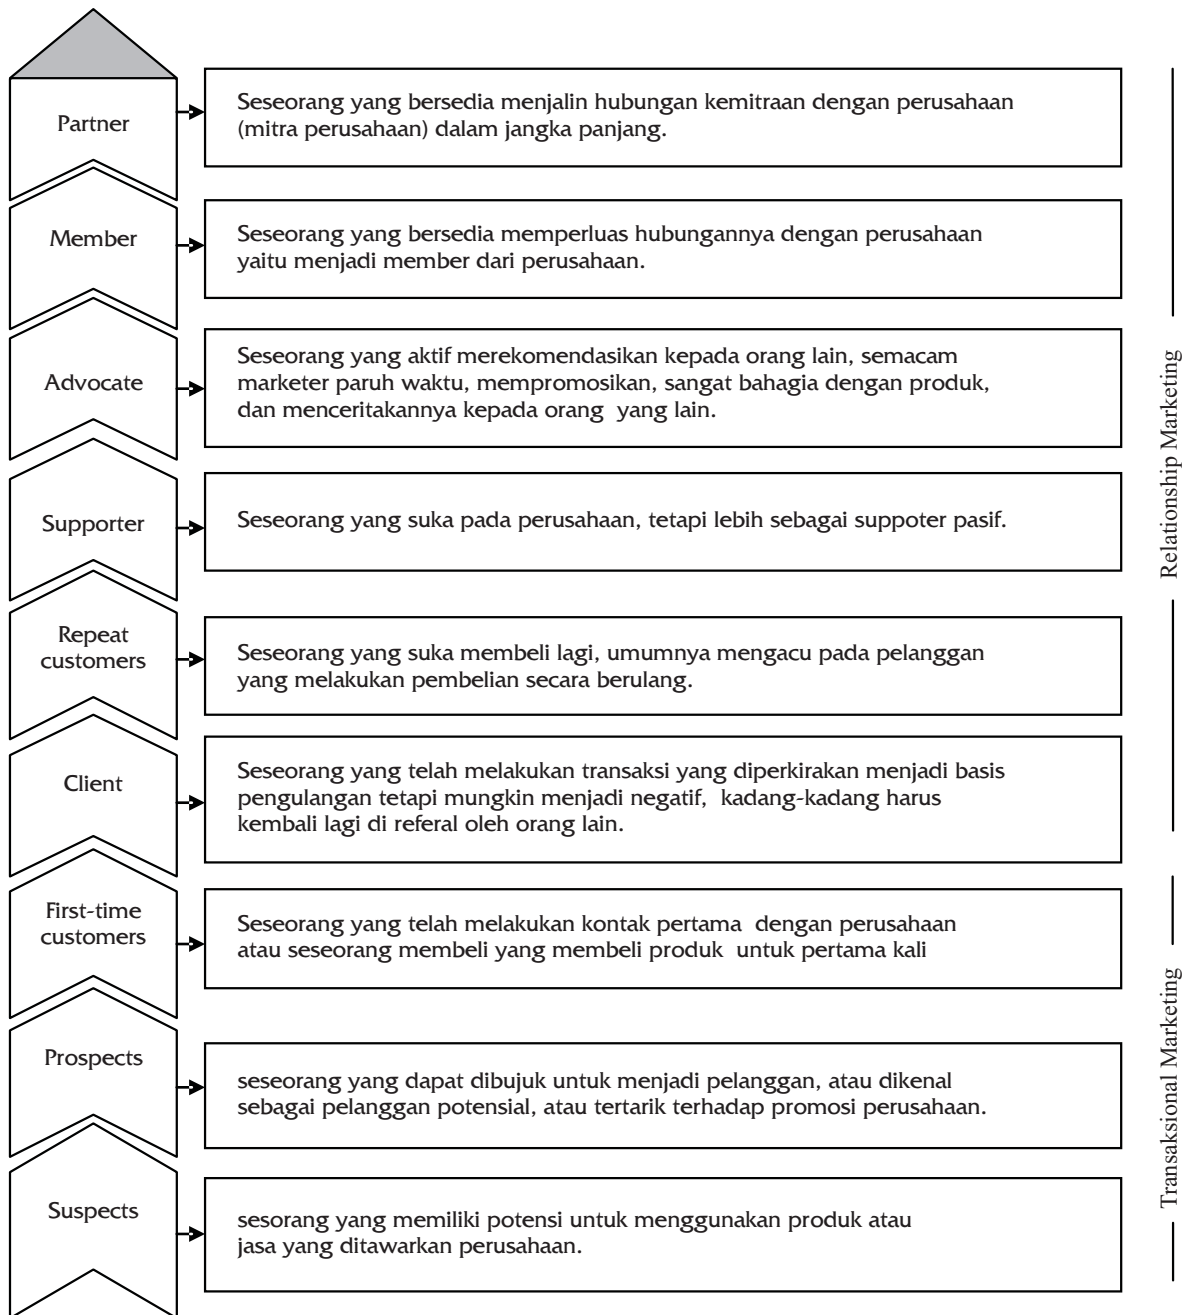 Partner
Seseorang yang bersedia menjalin hubungan kemitraan dengan perusahaan
(mitra perusahaan) dalam jangka panjang.
Member
Seseorang yang bersedia memperluas hubungannya dengan perusahaan
yaitu menjadi member dari perusahaan.
Advocate
Seseorang yang aktif merekomendasikan kepada orang lain, semacam
marketer paruh waktu, mempromosikan, sangat bahagia dengan produk,
dan menceritakannya kepada orang yang lain.
Supporter
Seseorang yang suka pada perusahaan, tetapi lebih sebagai suppoter pasif.
Repeat
customers
Seseorang yang suka membeli lagi, umumnya mengacu pada pelanggan
yang melakukan pembelian secara berulang.
Client
Seseorang yang telah melakukan transaksi yang diperkirakan menjadi basis
pengulangan tetapi mungkin menjadi negatif, kadang-kadang harus
kembali lagi di referal oleh orang lain.
First-time
customers
Seseorang yang telah melakukan kontak pertama dengan perusahaan
atau seseorang membeli yang membeli produk untuk pertama kali
Prospects
seseorang yang dapat dibujuk untuk menjadi pelanggan, atau dikenal
sebagai pelanggan potensial, atau tertarik terhadap promosi perusahaan.
Suspects
sesorang yang memiliki potensi untuk menggunakan produk atau
jasa yang ditawarkan perusahaan.
Relationship Marketing
Transaksional Marketing